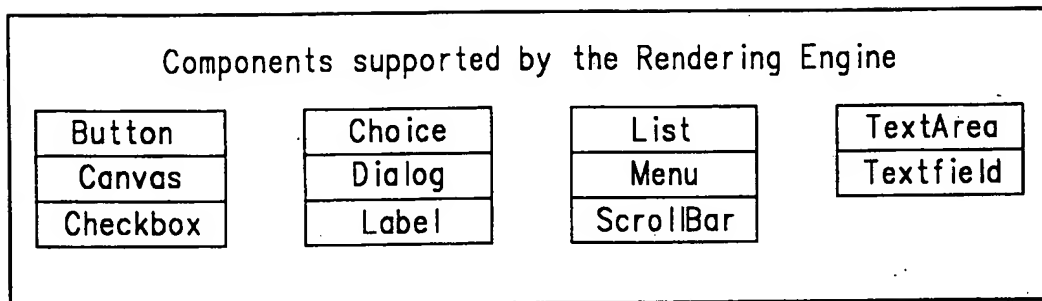 Components supported by the Rendering Engine
Button
Canvas
Checkbox
Choice
Dialog
Label
List
Menu
ScrollBar
TextArea
Textfield